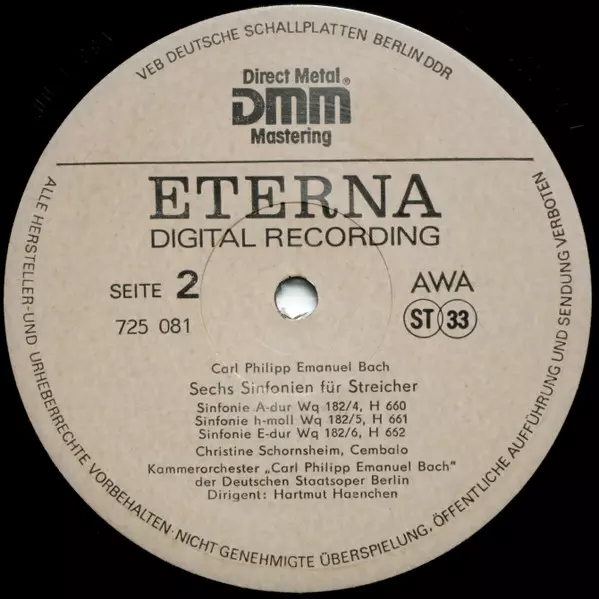 VEB DEUTSCHE SCHALLPLATTEN BERLIN DDR
Direct Metal®
DMM
Mastering
ETERNA
DIGITAL RECORDING
SEITE 2
AWA
725 081
ST 33
Carl Philipp Emanuel Bach
Sechs Sinfonien für Streicher
Sinfonie A-dur Wq 182/4, H 660
Sinfonie h-moll Wq 182/5, H 661
Sinfonie E-dur Wq 182/6, H 662
Christine Schornsheim, Cembalo
Kammerorchester „Carl Philipp Emanuel Bach"
der Deutschen Staatsoper Berlin
Dirigent: Hartmut Haenchen
ALLE HERSTELLER-UND URHEBERRECHTE VORBEHALTEN·NICHT GENEHMIGTE ÜBERSPIELUNG, ÖFFENTLICHE AUFFÜHRUNG UND SENDUNG VERBOTEN